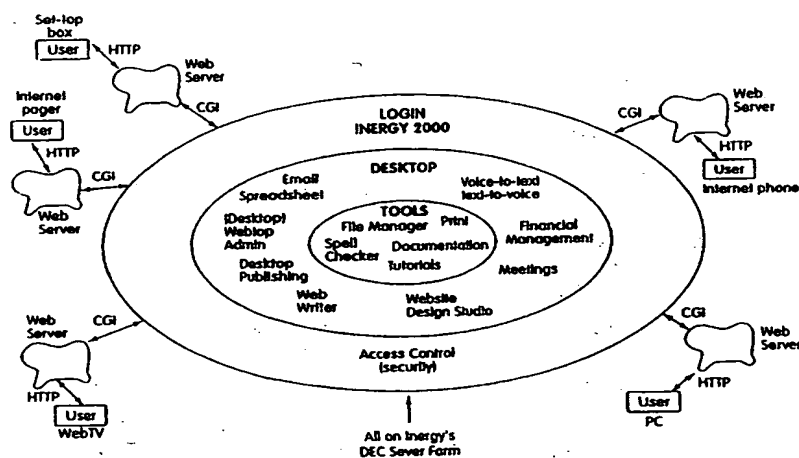 Set-top
box
User
HTTP
Web
Server
CGI
Internet
pager
User
HTTP
CGI
Web
Server
LOGIN
INERGY 2000
CGI
Web
Server
HTTP
User
Internet phone
DESKTOP
Email
Spreadsheet
Voice-to-text
text-to-voice
(Desktop)
Webtop
Admin
Financial
Management
Desktop
Publishing
Meetings
Web
Writer
Website
Design Studio
TOOLS
File Manager
Print
Spell
Checker
Documentation
Tutorials
Access Control
(security)
Web
Server
CGI
HTTP
User
WebTV
CGI
Web
Server
HTTP
User
PC
All on Inergy's
DEC Sever Farm